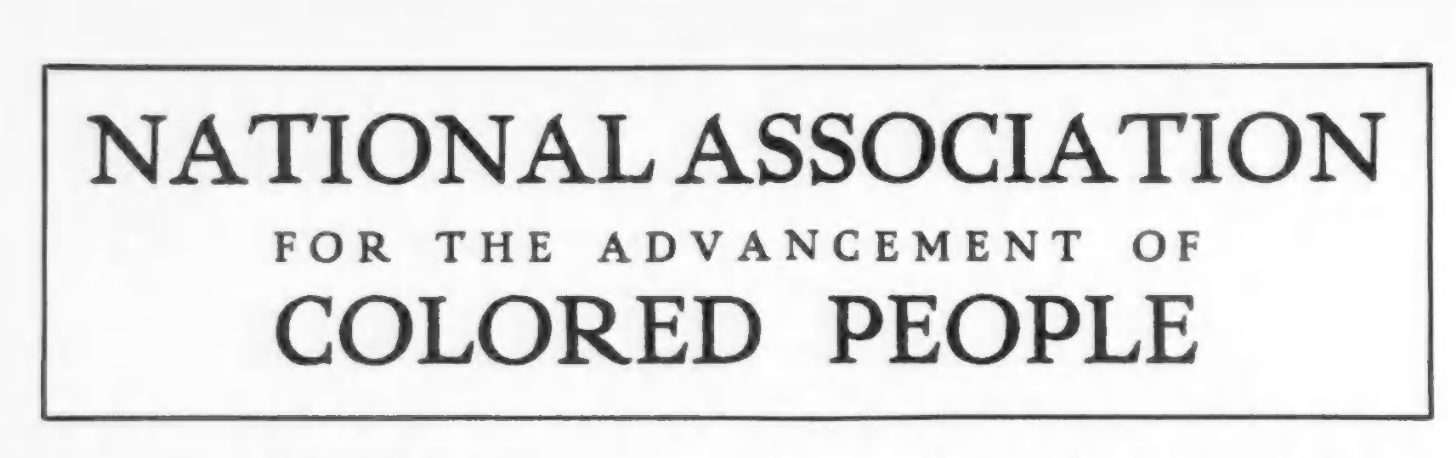 NATIONAL ASSOCIATION
FOR THE ADVANCEMENT OF
COLORED PEOPLE